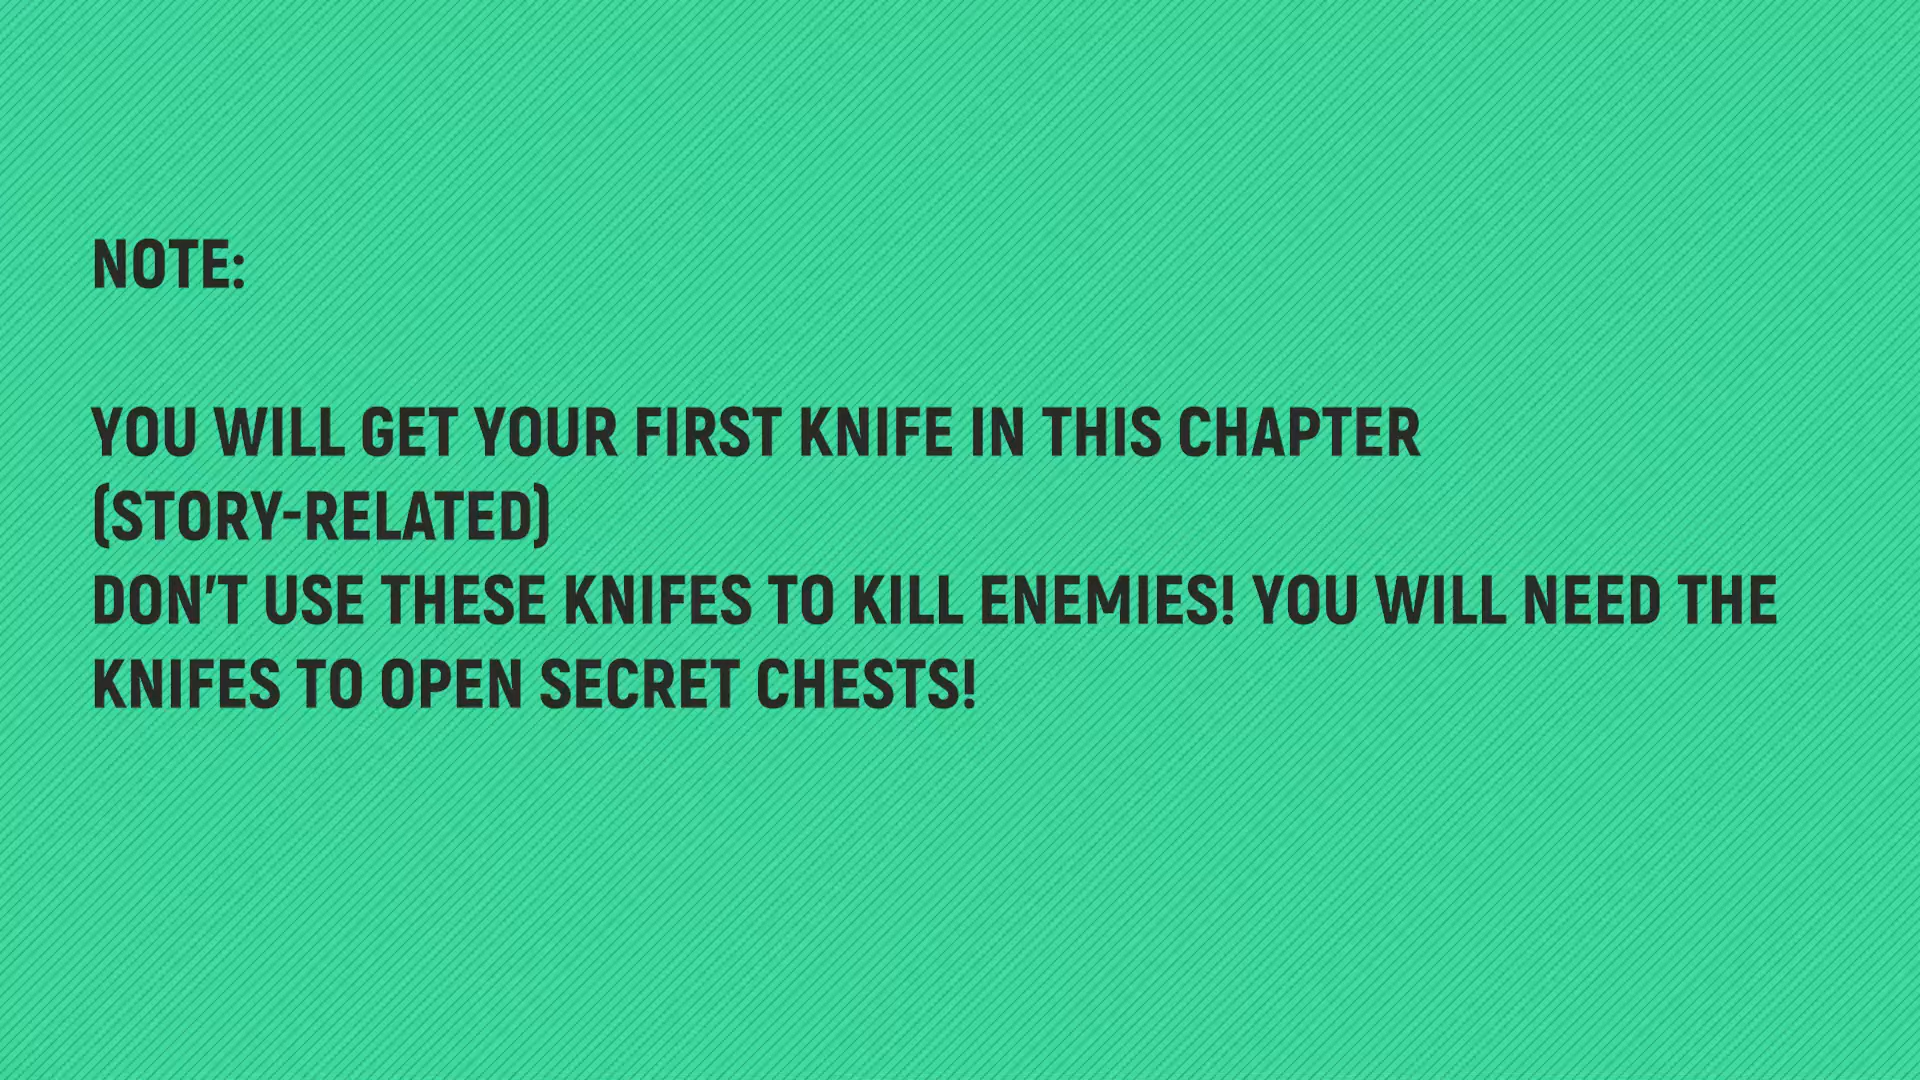 NOTE:
YOU WILL GET YOUR FIRST KNIFE IN THIS CHAPTER
(STORY-RELATED)
DON'T USE THESE KNIFES TO KILL ENEMIES! YOU WILL NEED THE
KNIFES TO OPEN SECRET CHESTS!